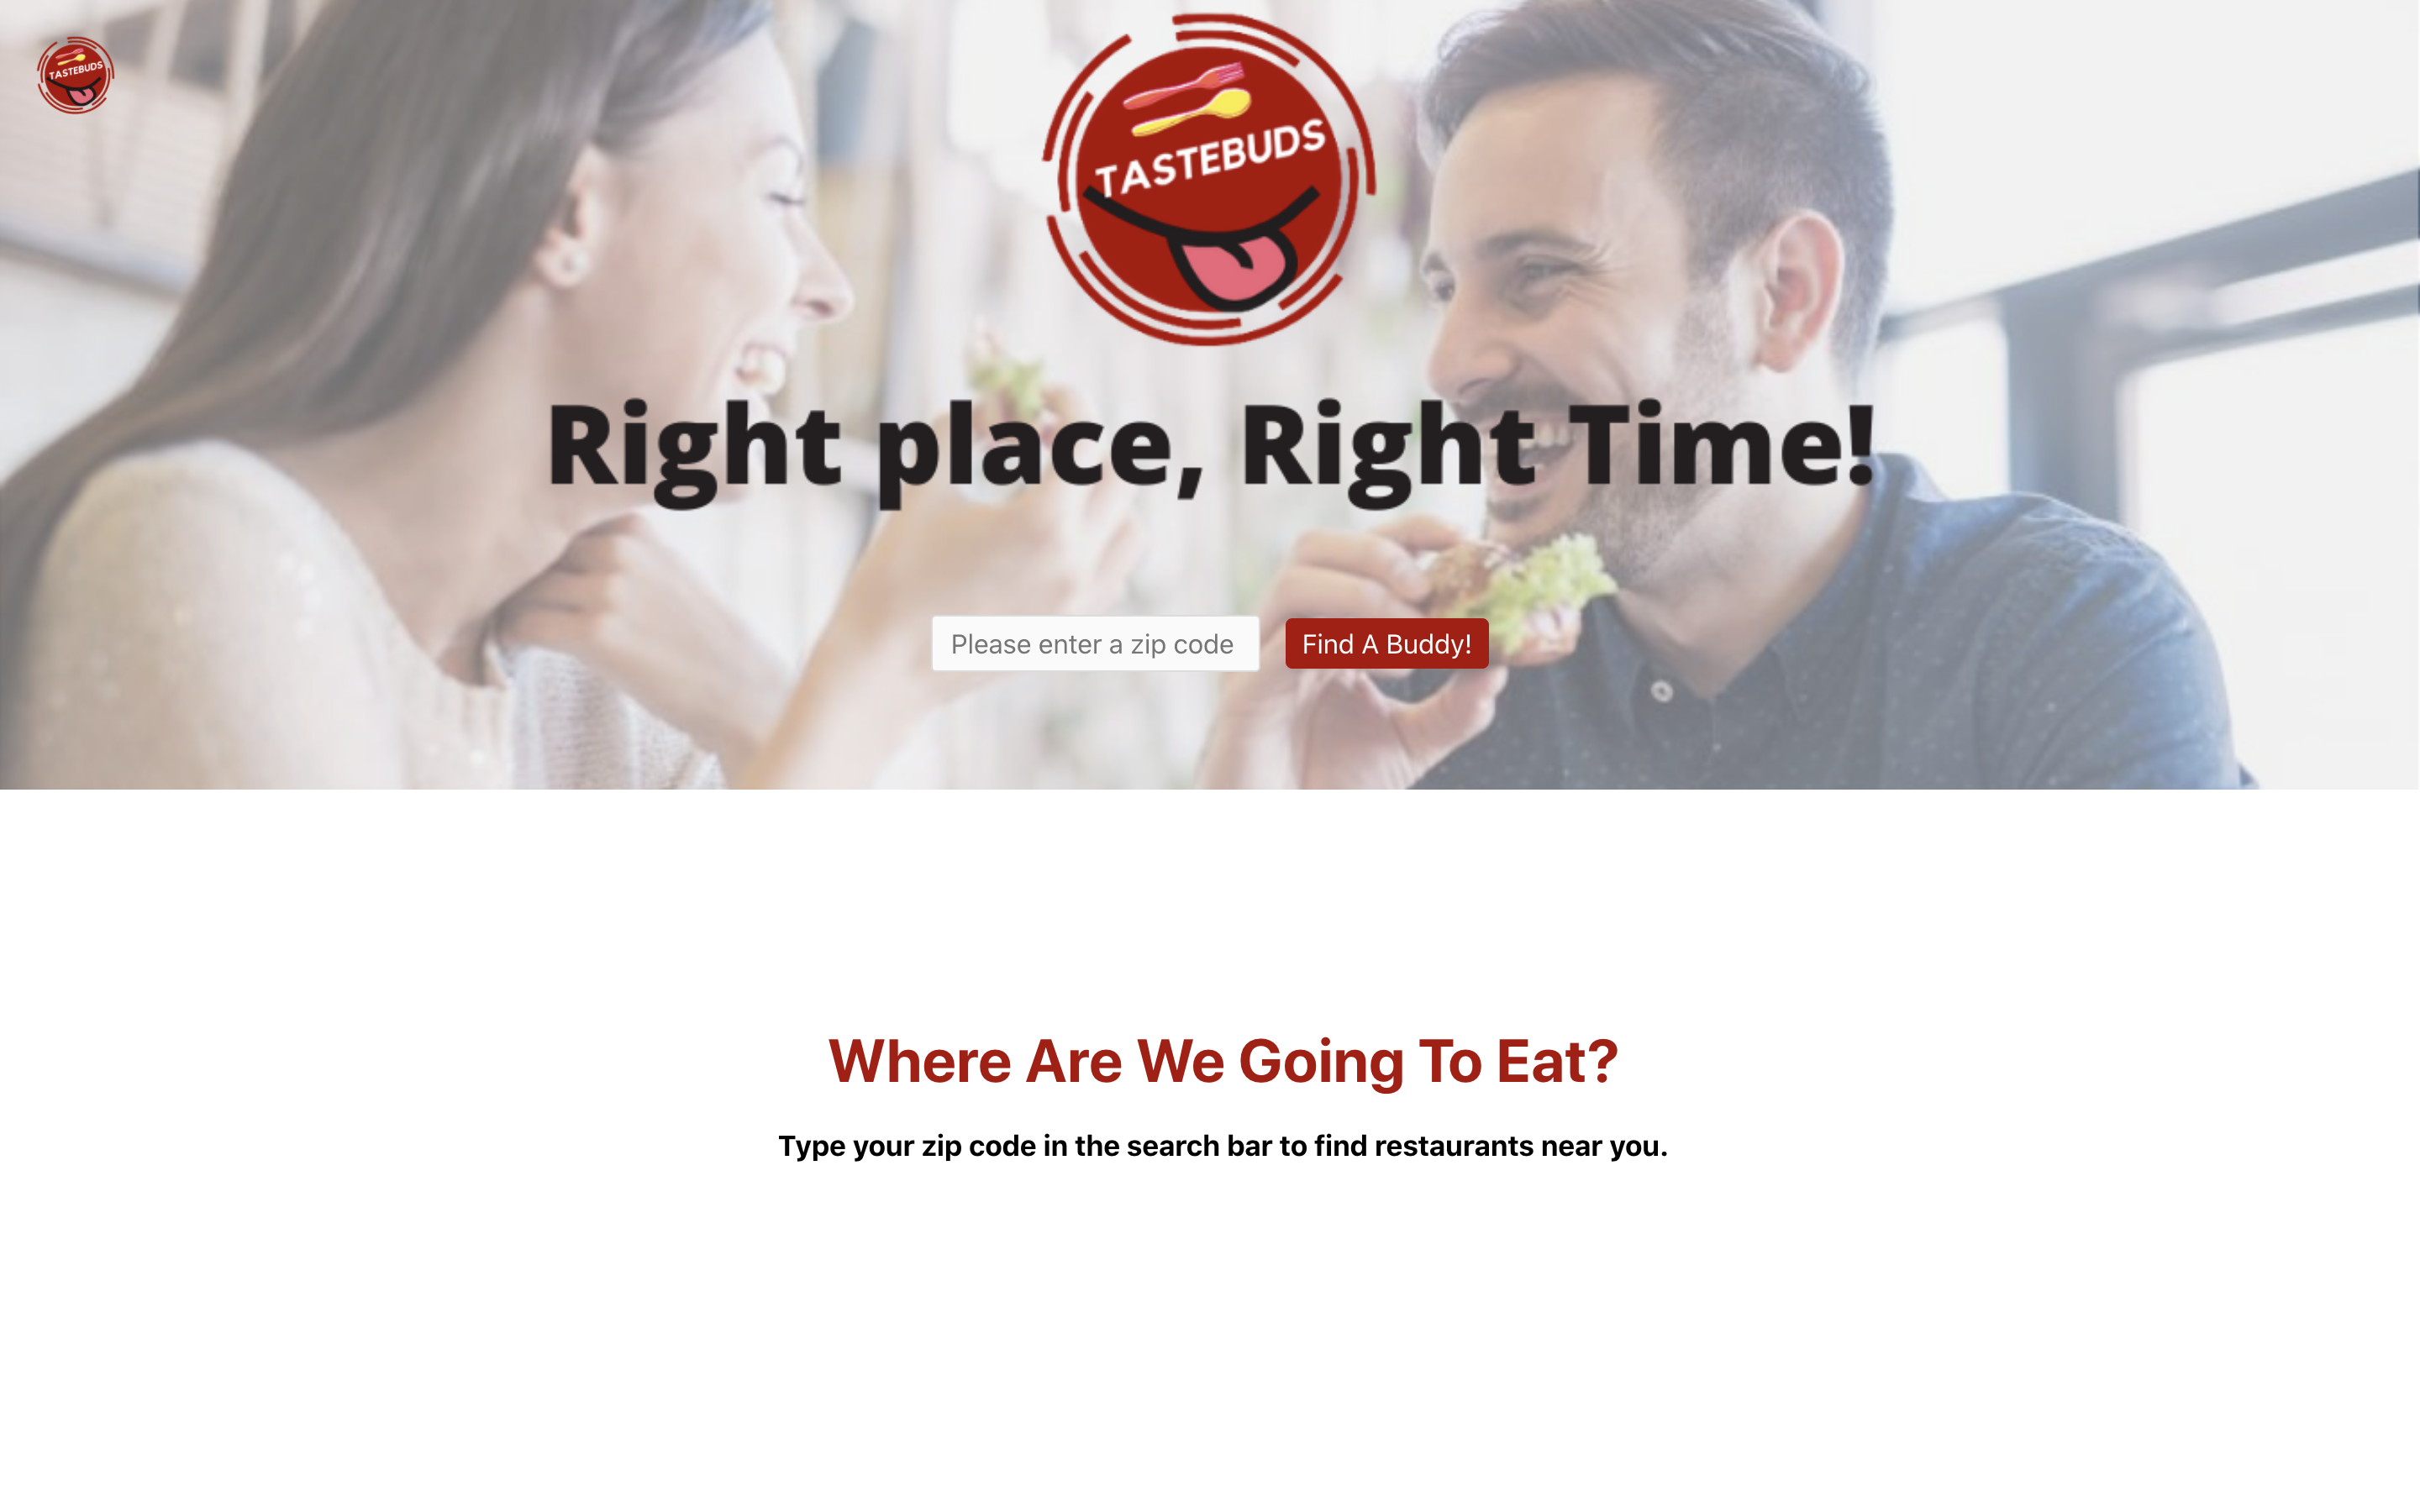 TASTEBUDS
TASTEBUDS
Right place, Right Time!
Please enter a zip code
Find A Buddy!
Where Are We Going To Eat?
Type your zip code in the search bar to find restaurants near you.